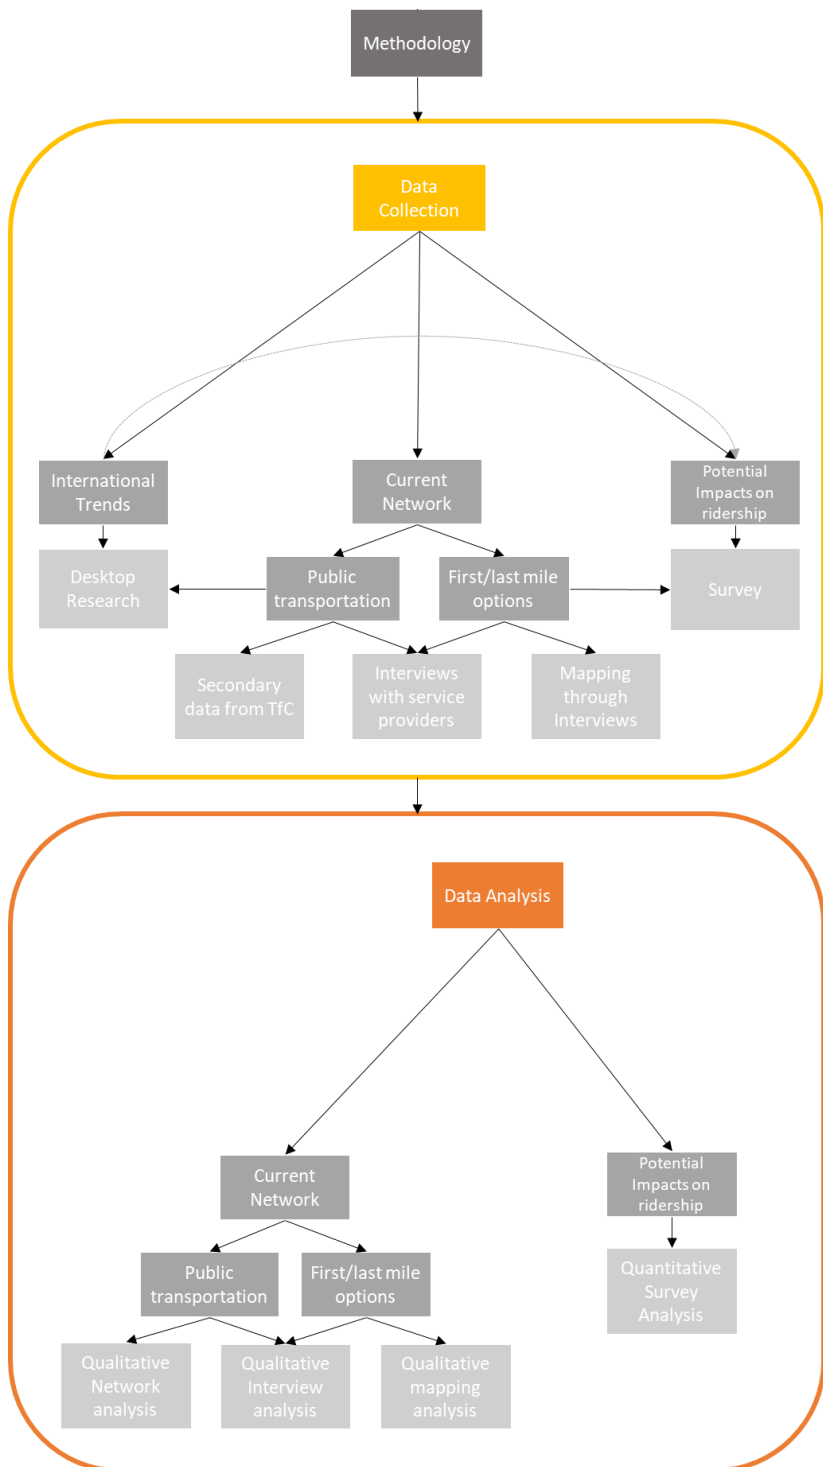 Methodology
Data
Collection
International
Trends
Current
Network
Potential
Impacts on
ridership
Desktop
Research
Public
transportation
First/last mile
options
Survey
Secondary
data from TfC
Interviews
with service
providers
Mapping
through
Interviews
Data Analysis
Current
Network
Potential
Impacts on
ridership
Public
transportation
First/last mile
options
Quantitative
Survey
Analysis
Qualitative
Network
analysis
Qualitative
Interview
analysis
Qualitative
mapping
analysis